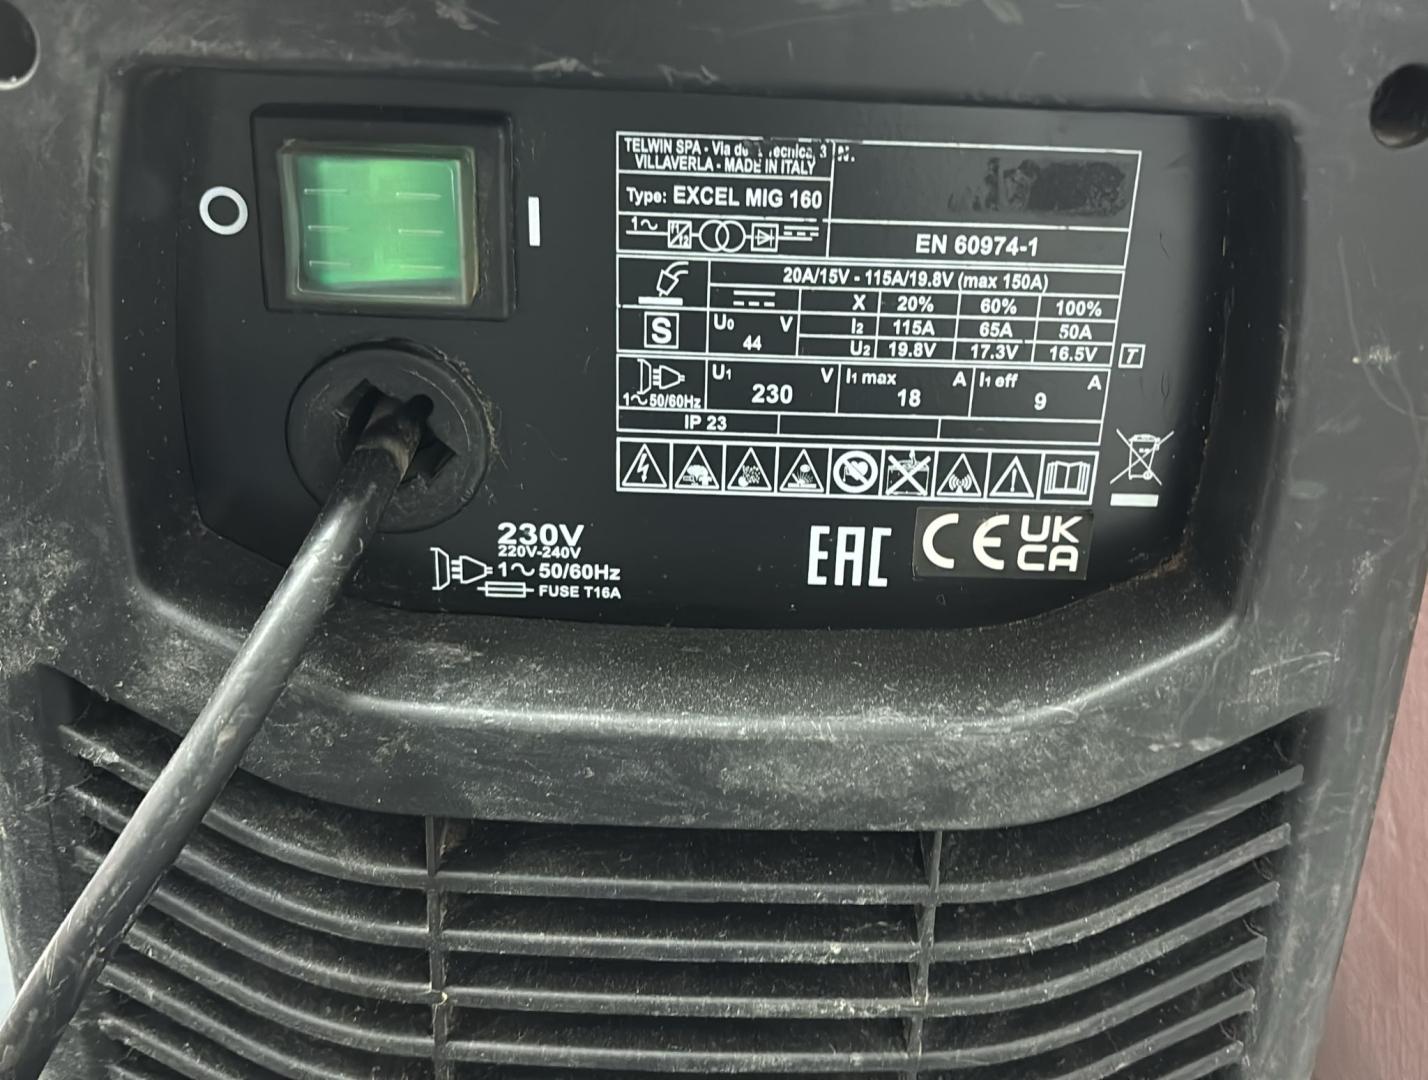 TELWIN SPA - Via 3
VILLAVERLA - MADE IN ITALY
N.
Type: EXCEL MIG 160
1~ f1 f2
EN 60974-1
20A/15V - 115A/19.8V (max 150A)
X 20% 60% 100%
S U0 V 44
I2 115A 65A 50A
U2 19.8V 17.3V 16.5V
T
1~50/60Hz U1 V 230
I1 max A 18
I1 eff A 9
IP 23
O I
230V
220V-240V
1~ 50/60Hz
FUSE T16A
EAC CE UK
CA